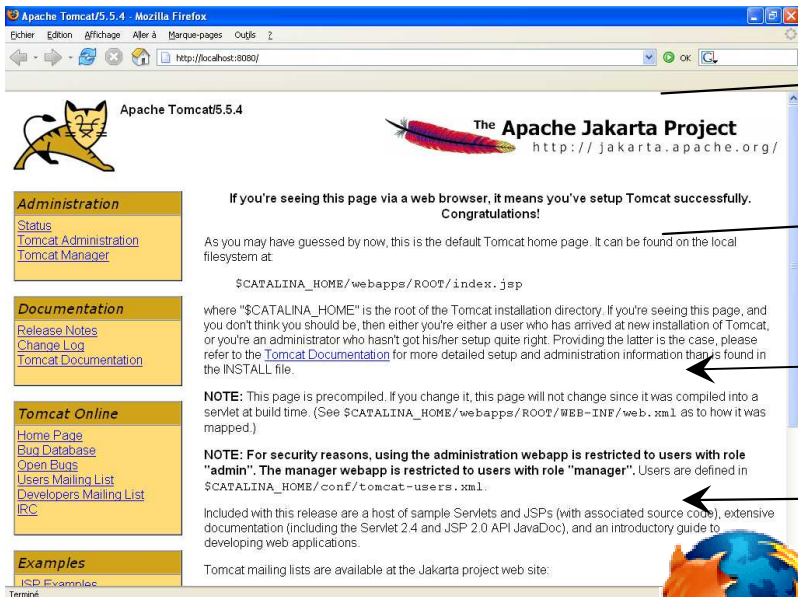 Apache Tomcat/5.5.4 - Mozilla Firefox
Fichier Edition Affichage Aller à Marque-pages Outils ?
http://localhost:8080/ OK G
Apache Tomcat/5.5.4
The Apache Jakarta Project
http://jakarta.apache.org/
Administration
Status
Tomcat Administration
Tomcat Manager
Documentation
Release Notes
Change Log
Tomcat Documentation
Tomcat Online
Home Page
Bug Database
Open Bugs
Users Mailing List
Developers Mailing List
IRC
Examples
JSP Examples
If you're seeing this page via a web browser, it means you've setup Tomcat successfully.
Congratulations!
As you may have guessed by now, this is the default Tomcat home page. It can be found on the local
filesystem at:
$CATALINA_HOME/webapps/ROOT/index.jsp
where "$CATALINA_HOME" is the root of the Tomcat installation directory. If you're seeing this page, and
you don't think you should be, then either you're either a user who has arrived at new installation of Tomcat,
or you're an administrator who hasn't got his/her setup quite right. Providing the latter is the case, please
refer to the Tomcat Documentation for more detailed setup and administration information than is found in
the INSTALL file.
NOTE: This page is precompiled. If you change it, this page will not change since it was compiled into a
servlet at build time. (See $CATALINA_HOME/webapps/ROOT/WEB-INF/web.xml as to how it was
mapped.)
NOTE: For security reasons, using the administration webapp is restricted to users with role
"admin". The manager webapp is restricted to users with role "manager". Users are defined in
$CATALINA_HOME/conf/tomcat-users.xml.
Included with this release are a host of sample Servlets and JSPs (with associated source code), extensive
documentation (including the Servlet 2.4 and JSP 2.0 API JavaDoc), and an introductory guide to
developing web applications.
Tomcat mailing lists are available at the Jakarta project web site:
Terminé